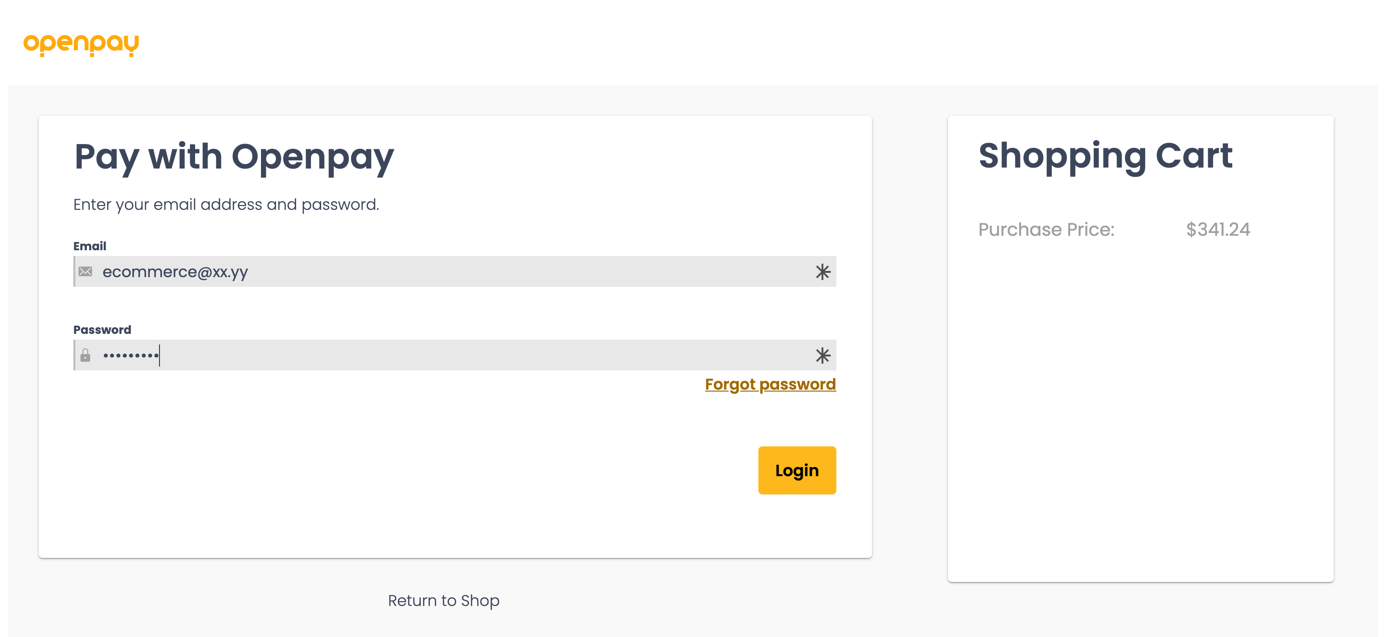 openpay
Pay with Openpay
Enter your email address and password.
Email
ecommerce@xx.yy
Password
•••••••••
Forgot password
Login
Return to Shop
Shopping Cart
Purchase Price: $341.24